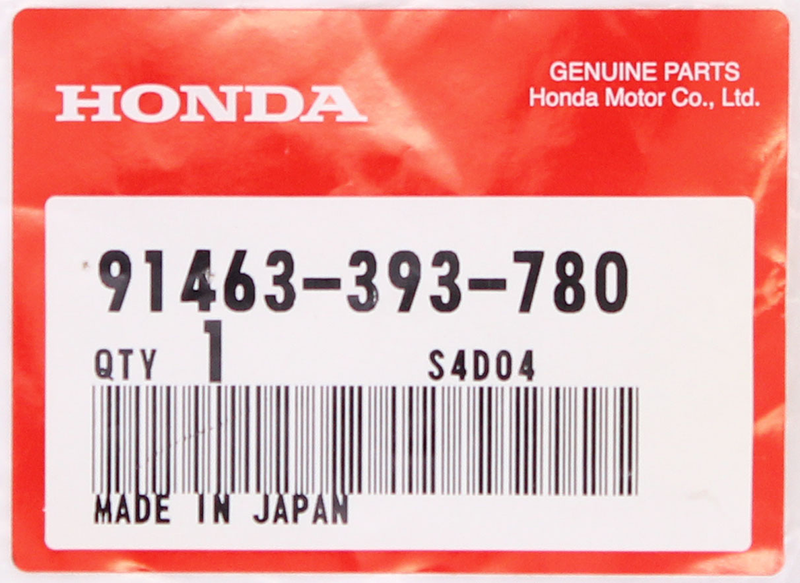 HONDA
GENUINE PARTS
Honda Motor Co., Ltd.
91463-393-780
QTY 1 S4D04
MADE IN JAPAN